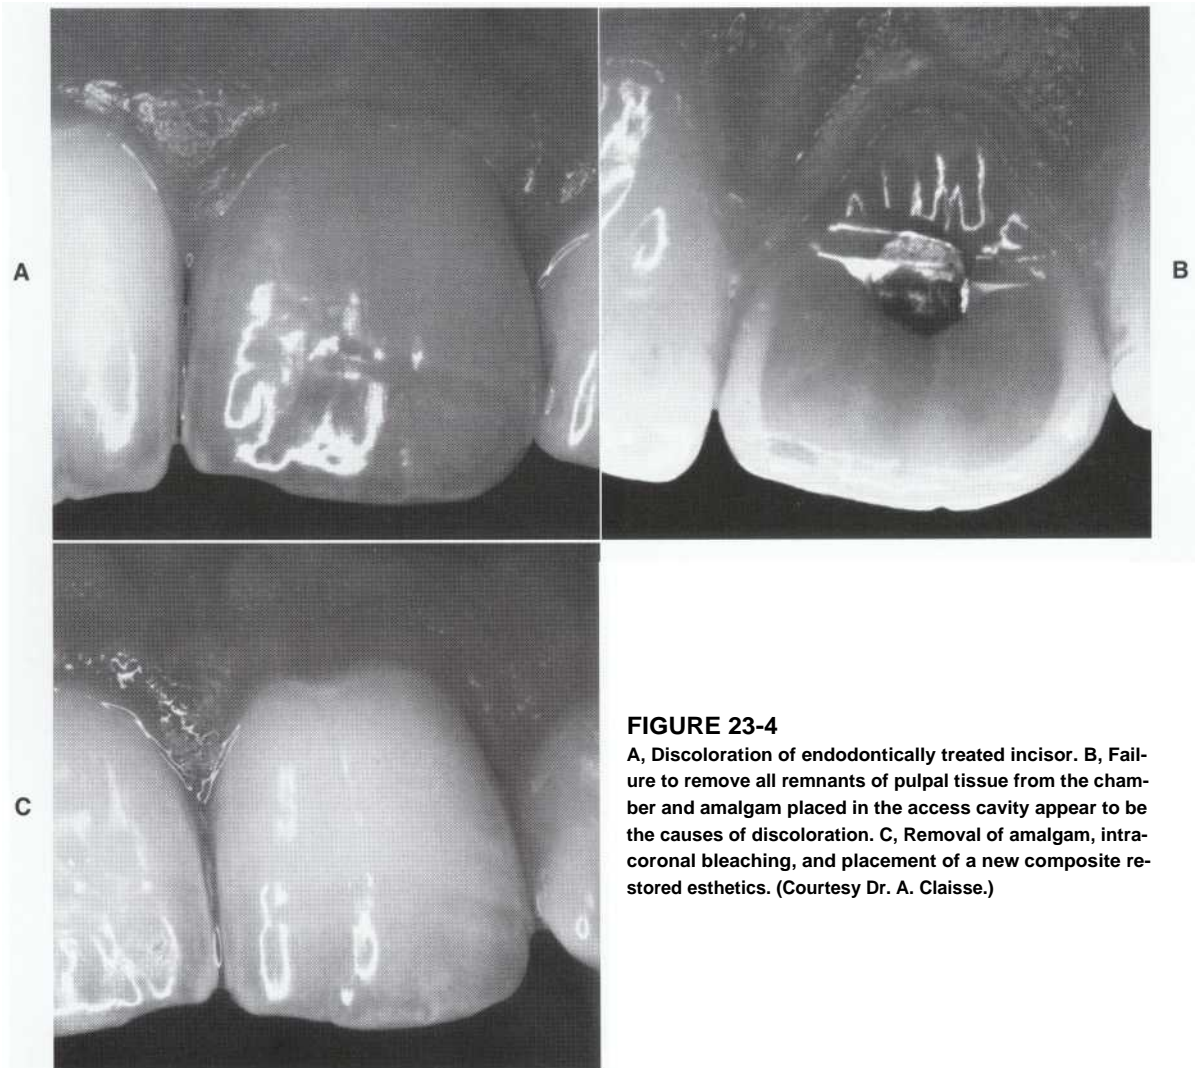 A
B
C
FIGURE 23-4
A, Discoloration of endodontically treated incisor. B, Fail-
ure to remove all remnants of pulpal tissue from the cham-
ber and amalgam placed in the access cavity appear to be
the causes of discoloration. C, Removal of amalgam, intra-
coronal bleaching, and placement of a new composite re-
stored esthetics. (Courtesy Dr. A. Claisse.)